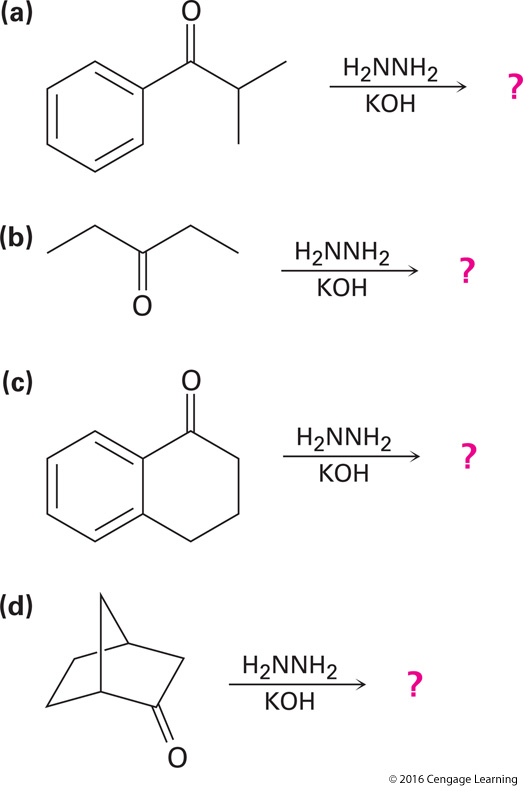 (a)
O
H₂NNH₂
KOH
?
(b)
O
H₂NNH₂
KOH
?
(c)
O
H₂NNH₂
KOH
?
(d)
O
H₂NNH₂
KOH
?
© 2016 Cengage Learning